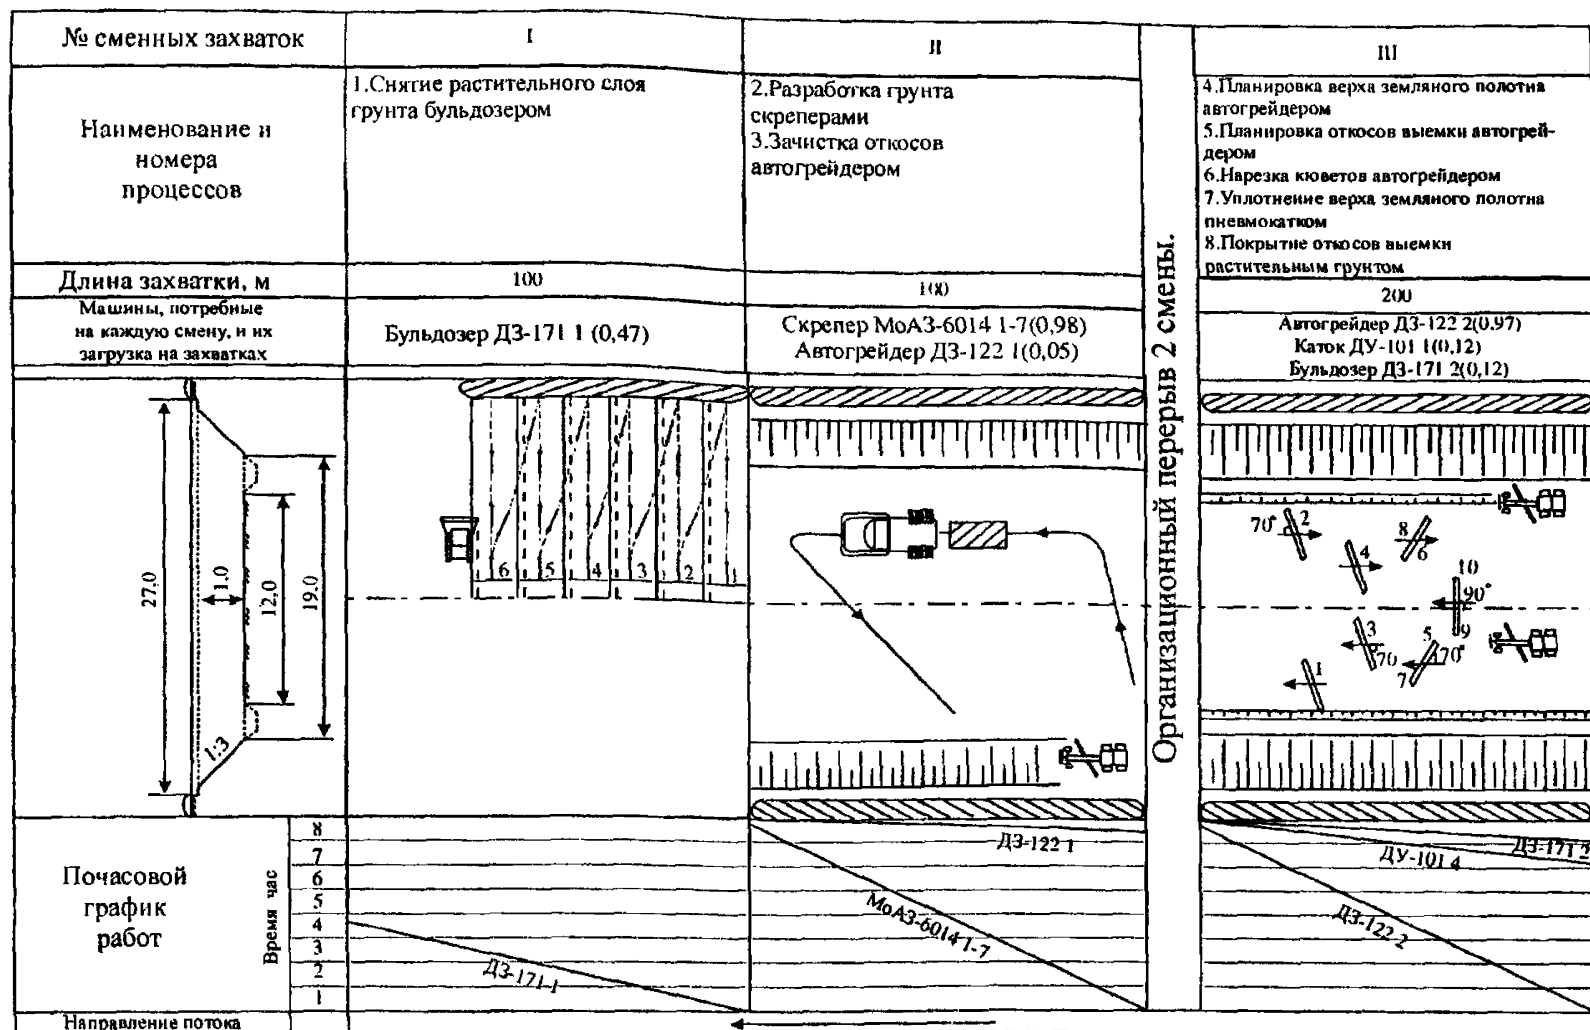 № сменных захваток
I
II
III
Наименование и
номера
процессов
1.Снятие растительного слоя
грунта бульдозером
2.Разработка грунта
скреперами
3.Зачистка откосов
автогрейдером
4.Планировка верха земляного полотна
автогрейдером
5.Планировка откосов выемки автогрей-
дером
6.Нарезка кюветов автогрейдером
7.Уплотнение верха земляного полотна
пневмокатком
8.Покрытие откосов выемки
растительным грунтом
Организационный перерыв 2 смены.
Длина захватки, м
100
100
200
Машины, потребные
на каждую смену, и их
загрузка на захватках
Бульдозер ДЗ-171 1 (0,47)
Скрепер МоАЗ-6014 1-7(0,98)
Автогрейдер ДЗ-122 1(0,05)
Автогрейдер ДЗ-122 2(0,97)
Каток ДУ-101 1(0,12)
Бульдозер ДЗ-171 2(0,12)
27.0
1.0
12.0
19.0
1:3
6
5
4
3
2
1
70°
2
8
6
4
10
90°
9
3
70
5
70°
7
1
Почасовой
график
работ
Время час
8
7
6
5
4
3
2
1
ДЗ-171-1
ДЗ-122 1
МоАЗ-6014 1-7
ДЗ-171 2
ДУ-101 4
ДЗ-122-2
Направление потока